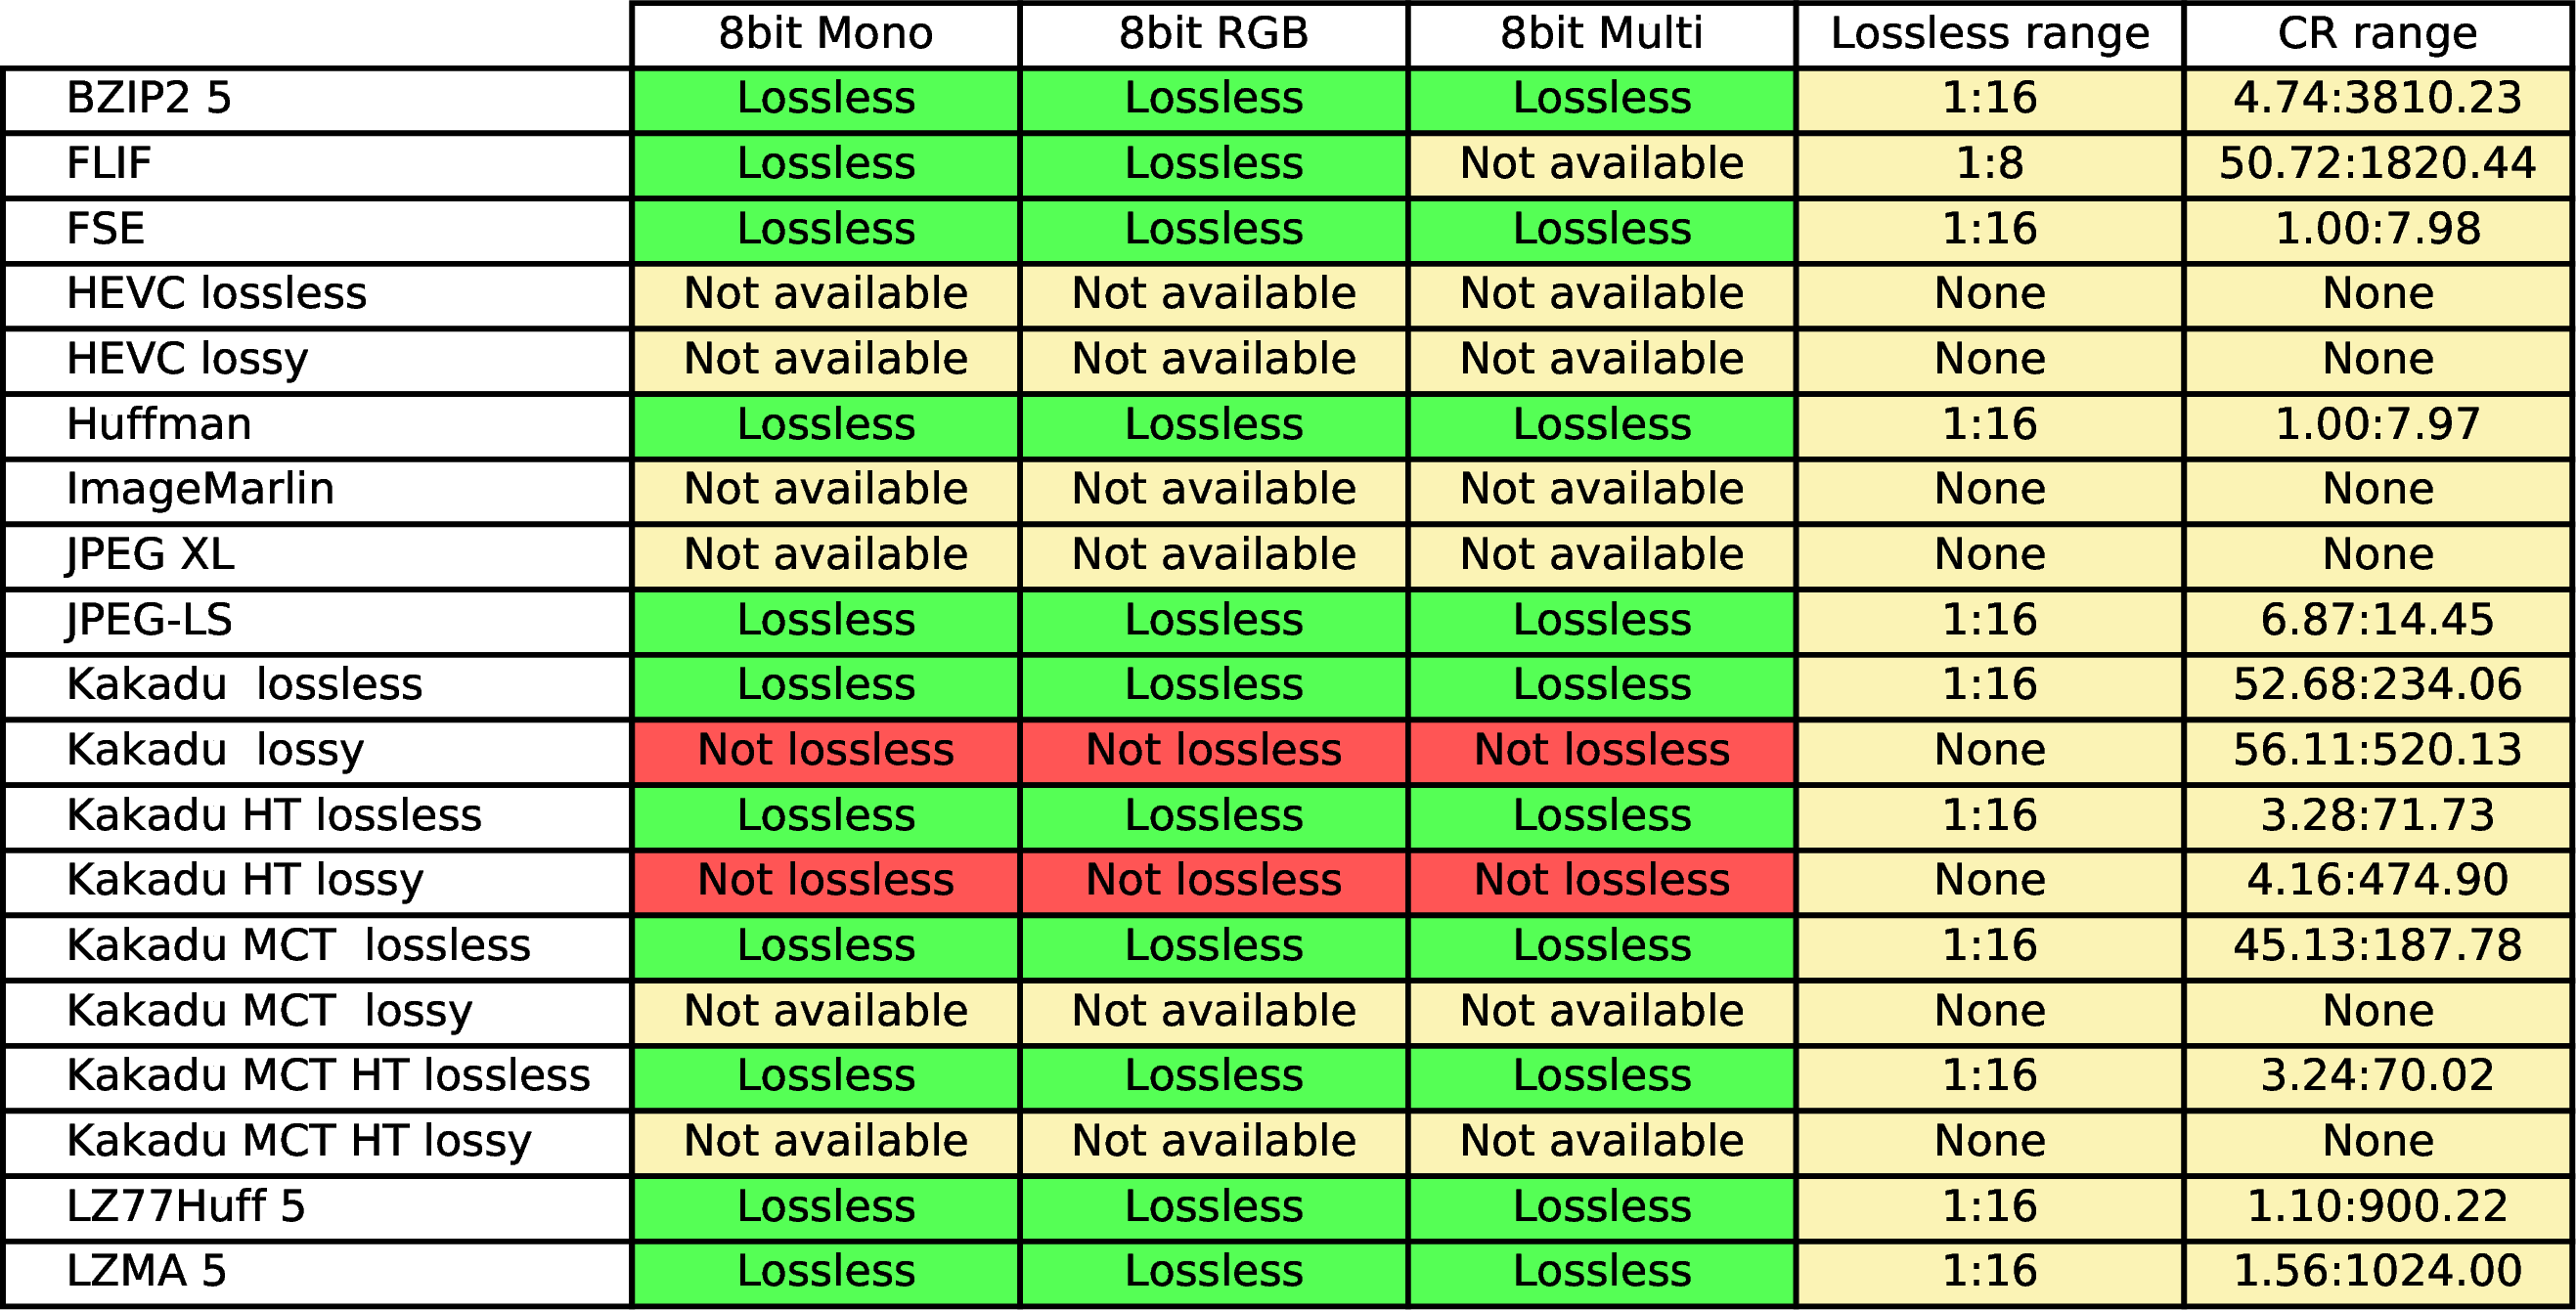 8bit Mono 8bit RGB 8bit Multi Lossless range CR range
BZIP2 5 Lossless Lossless Lossless 1:16 4.74:3810.23
FLIF Lossless Lossless Not available 1:8 50.72:1820.44
FSE Lossless Lossless Lossless 1:16 1.00:7.98
HEVC lossless Not available Not available Not available None None
HEVC lossy Not available Not available Not available None None
Huffman Lossless Lossless Lossless 1:16 1.00:7.97
ImageMarlin Not available Not available Not available None None
JPEG XL Not available Not available Not available None None
JPEG-LS Lossless Lossless Lossless 1:16 6.87:14.45
Kakadu lossless Lossless Lossless Lossless 1:16 52.68:234.06
Kakadu lossy Not lossless Not lossless Not lossless None 56.11:520.13
Kakadu HT lossless Lossless Lossless Lossless 1:16 3.28:71.73
Kakadu HT lossy Not lossless Not lossless Not lossless None 4.16:474.90
Kakadu MCT lossless Lossless Lossless Lossless 1:16 45.13:187.78
Kakadu MCT lossy Not available Not available Not available None None
Kakadu MCT HT lossless Lossless Lossless Lossless 1:16 3.24:70.02
Kakadu MCT HT lossy Not available Not available Not available None None
LZ77Huff 5 Lossless Lossless Lossless 1:16 1.10:900.22
LZMA 5 Lossless Lossless Lossless 1:16 1.56:1024.00